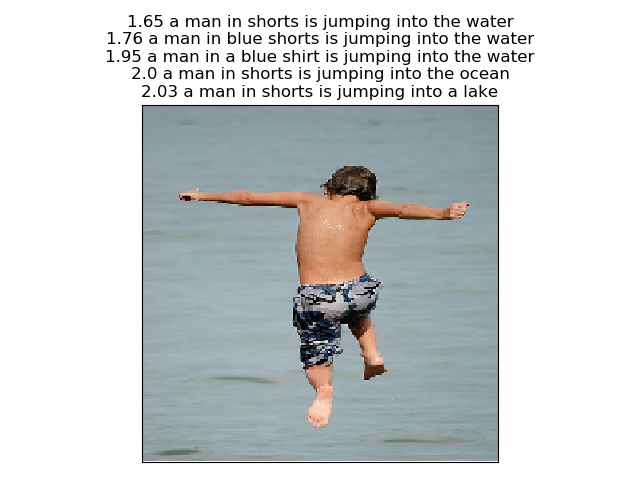 1.65 a man in shorts is jumping into the water
1.76 a man in blue shorts is jumping into the water
1.95 a man in a blue shirt is jumping into the water
2.0 a man in shorts is jumping into the ocean
2.03 a man in shorts is jumping into a lake